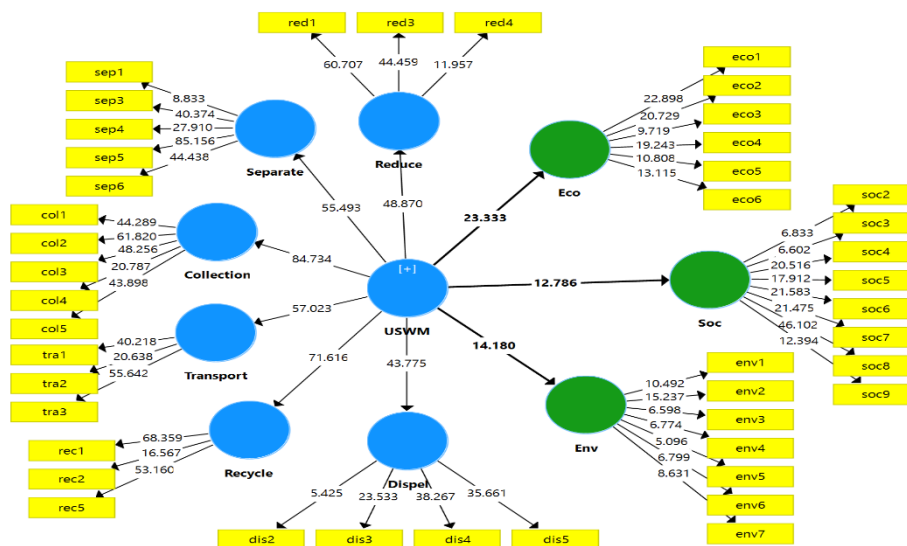 red1
red3
red4
60.707
44.459
11.957
Reduce
sep1
sep3
sep4
sep5
sep6
8.833
40.374
27.910
85.156
44.438
Separate
55.493
48.870
col1
col2
col3
col4
col5
44.289
61.820
48.256
20.787
43.898
Collection
84.734
[+]
USWM
tra1
tra2
tra3
40.218
20.638
55.642
Transport
57.023
rec1
rec2
rec5
68.359
16.567
53.160
Recycle
71.616
43.775
Dispel
5.425
23.533
38.267
35.661
dis2
dis3
dis4
dis5
23.333
Eco
22.898
20.729
9.719
19.243
10.808
13.115
eco1
eco2
eco3
eco4
eco5
eco6
12.786
Soc
6.833
6.602
20.516
17.912
21.583
21.475
46.102
12.394
soc2
soc3
soc4
soc5
soc6
soc7
soc8
soc9
14.180
Env
10.492
15.237
6.598
6.774
5.096
6.799
8.631
env1
env2
env3
env4
env5
env6
env7